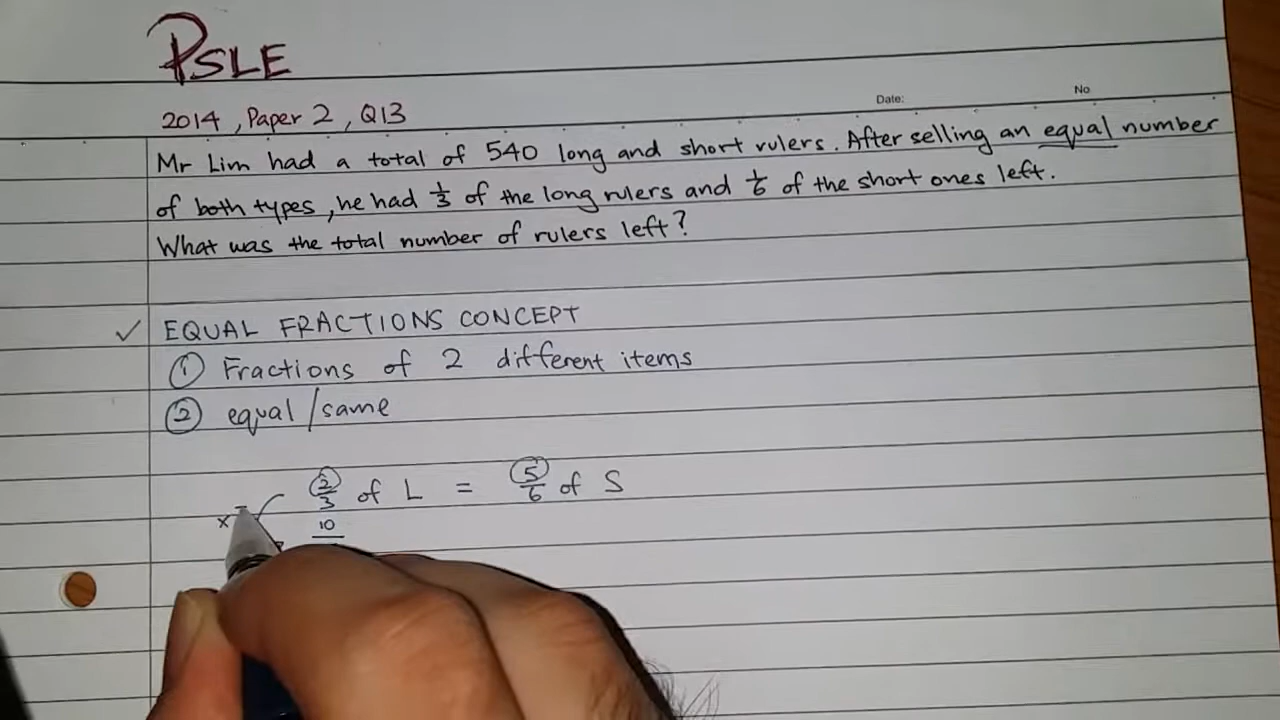 PSLE
No
Date:
2014, Paper 2, Q13
Mr Lim had a total of 540 long and short rulers. After selling an equal number
of both types, he had 1/3 of the long rulers and 1/6 of the short ones left.
What was the total number of rulers left?
✓ EQUAL FRACTIONS CONCEPT
① Fractions of 2 different items
② equal/same
2/3 of L = 5/6 of S
x
10